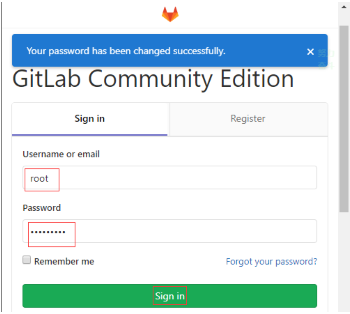 Your password has been changed successfully. ×
GitLab Community Edition
Sign in Register
Username or email
root
Password
•••••••••
Remember me Forgot your password?
Sign in